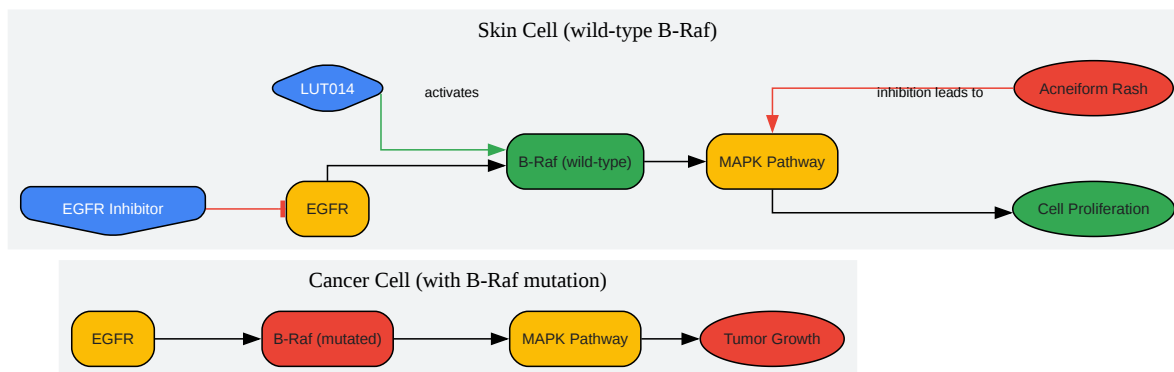 Skin Cell (wild-type B-Raf)
LUT014
activates
inhibition leads to
Acneiform Rash
B-Raf (wild-type)
MAPK Pathway
EGFR Inhibitor
EGFR
Cell Proliferation
Cancer Cell (with B-Raf mutation)
EGFR
B-Raf (mutated)
MAPK Pathway
Tumor Growth